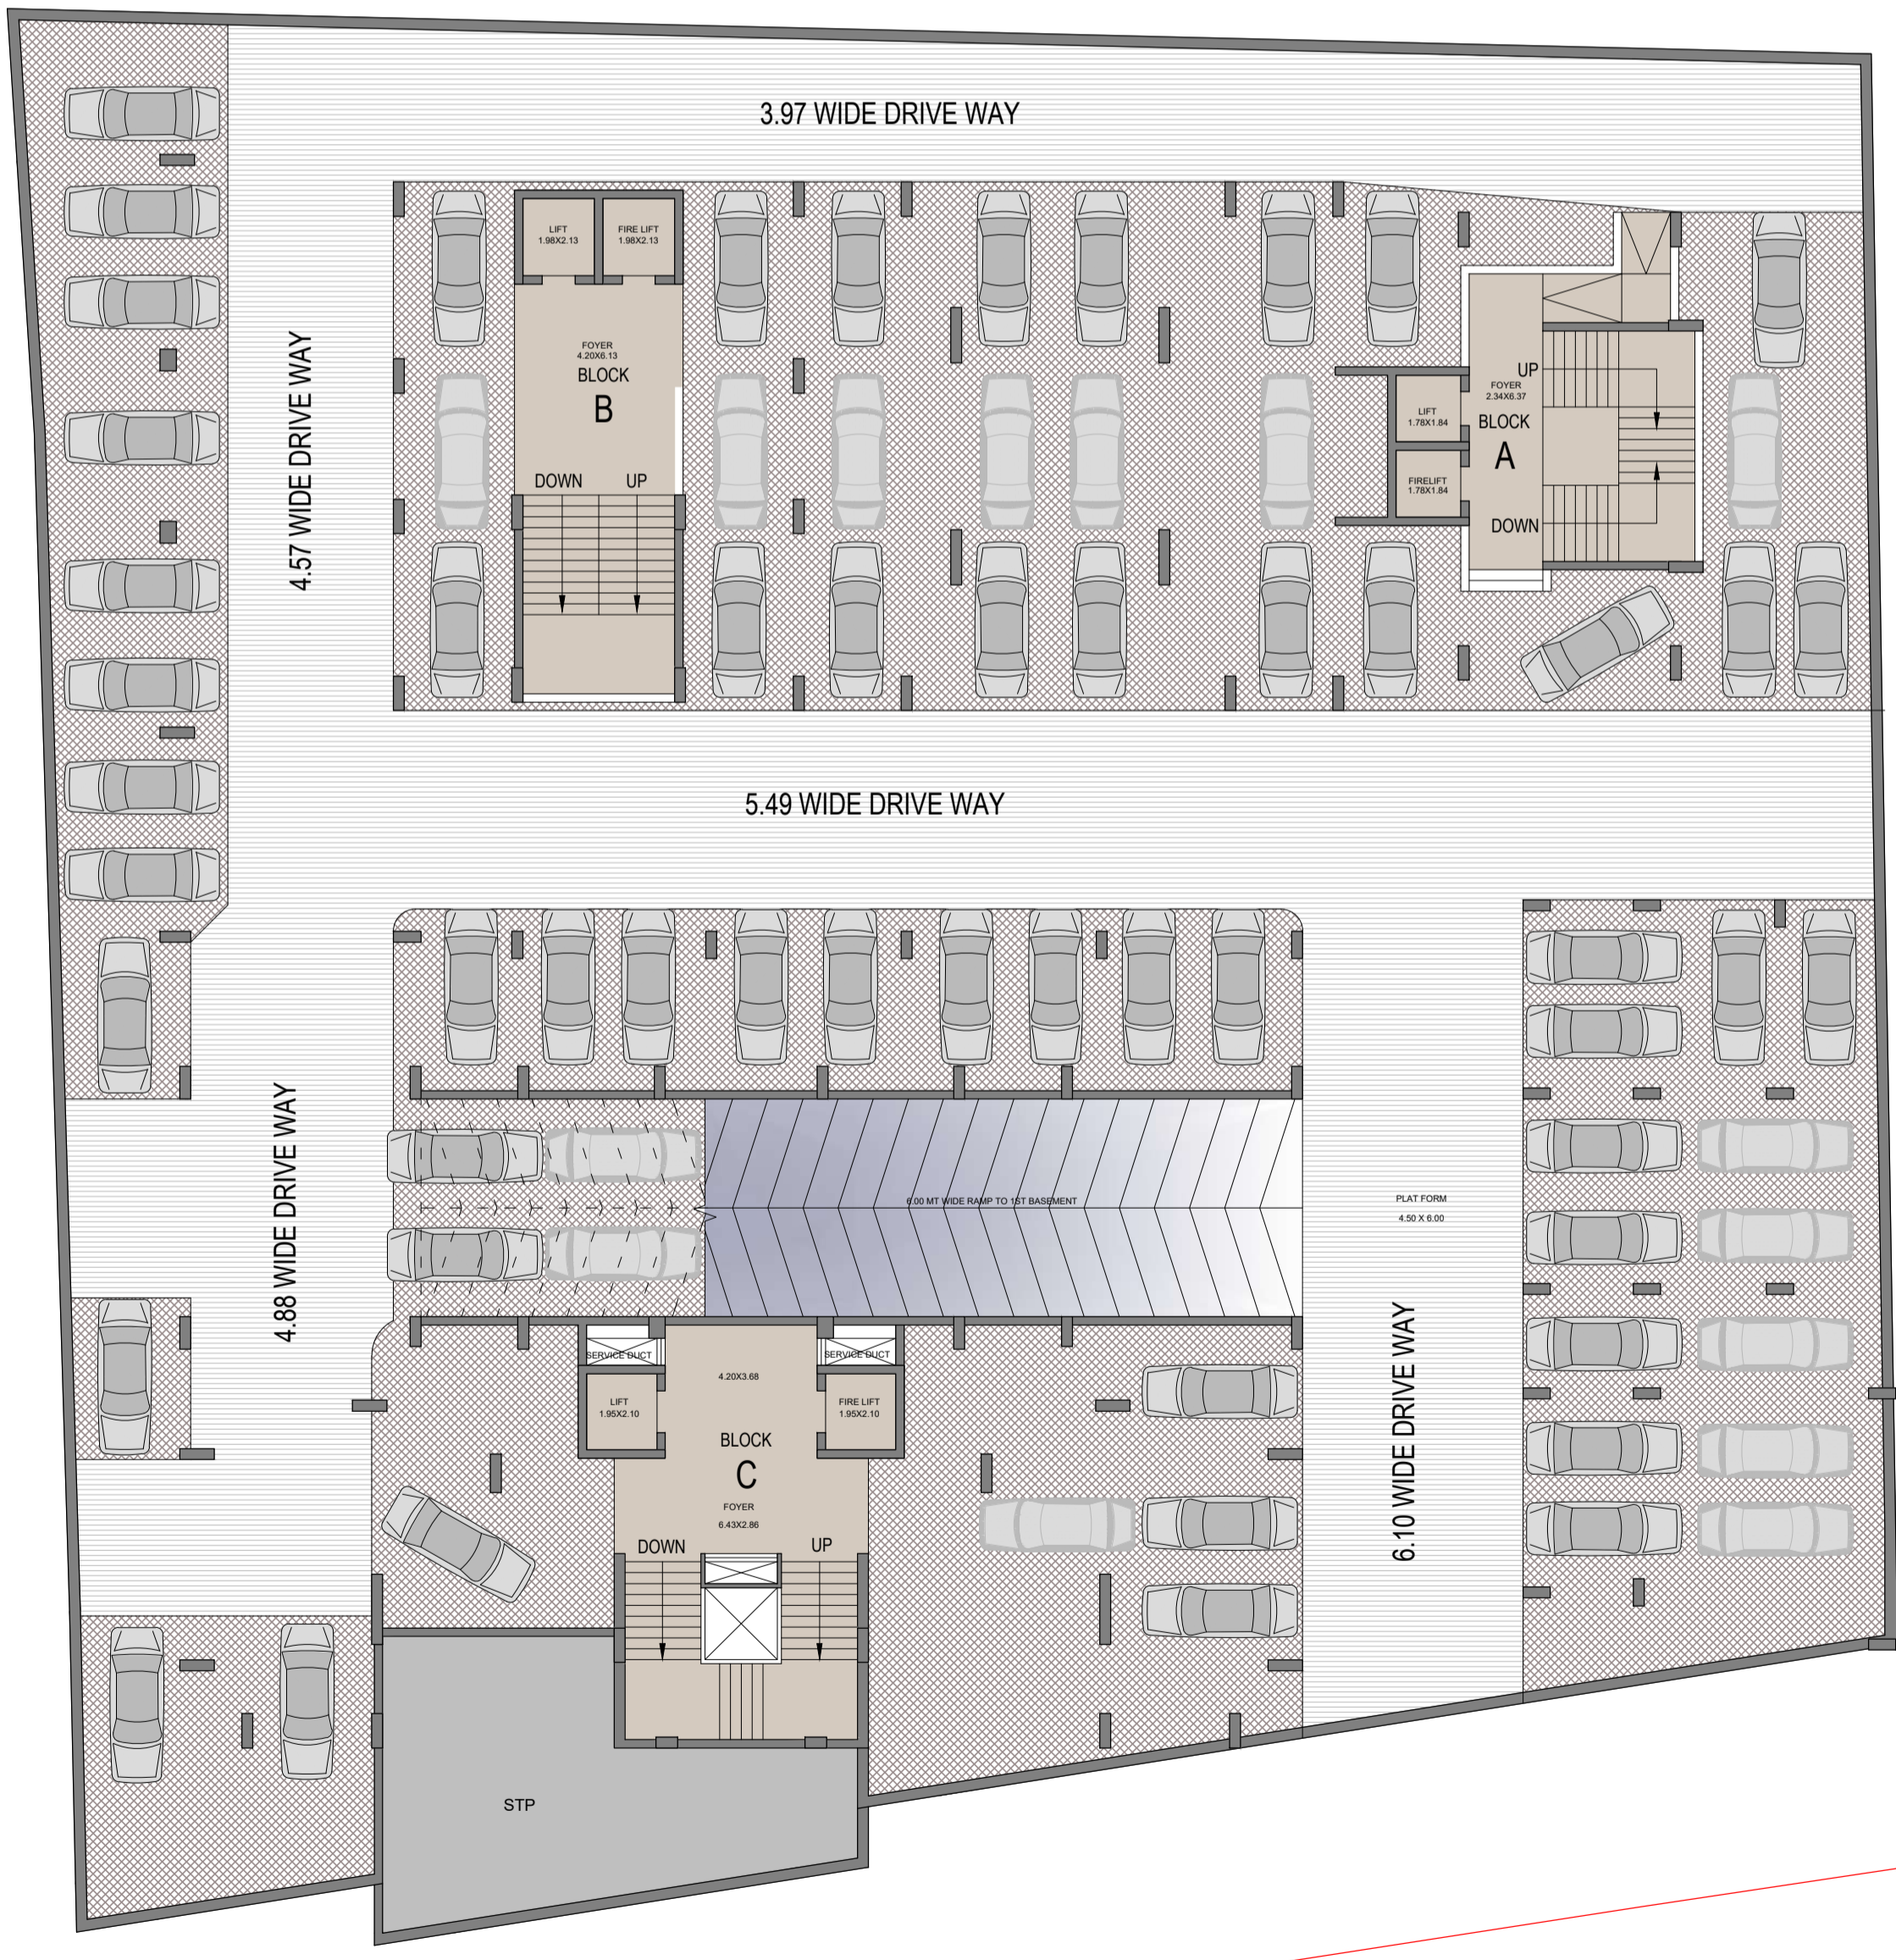 3.97 WIDE DRIVE WAY
LIFT
1.98X2.13
FIRE LIFT
1.98X2.13
FOYER
4.20X6.13
BLOCK
B
DOWN
UP
4.57 WIDE DRIVE WAY
UP
FOYER
2.34X6.37
LIFT
1.78X1.84
BLOCK
A
FIRELIFT
1.78X1.84
DOWN
5.49 WIDE DRIVE WAY
4.88 WIDE DRIVE WAY
6.00 MT WIDE RAMP TO 1ST BASEMENT
PLAT FORM
4.50 X 6.00
SERVICE DUCT
SERVICE DUCT
4.20X3.68
LIFT
1.95X2.10
FIRE LIFT
1.95X2.10
BLOCK
C
FOYER
6.43X2.86
DOWN
UP
6.10 WIDE DRIVE WAY
STP